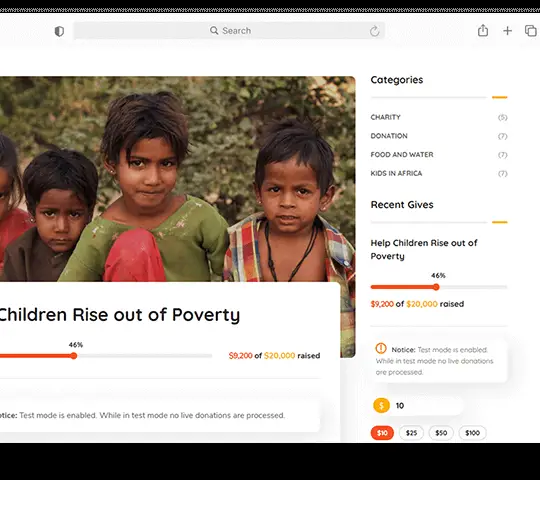 Search
Categories
CHARITY (5)
DONATION (7)
FOOD AND WATER (7)
KIDS IN AFRICA (7)
Recent Gives
Help Children Rise out of
Poverty
46%
$9,200 of $20,000 raised
Notice: Test mode is enabled.
While in test mode no live donations
are processed.
$ 10
$10 $25 $50 $100
Children Rise out of Poverty
46%
$9,200 of $20,000 raised
otice: Test mode is enabled. While in test mode no live donations are processed.